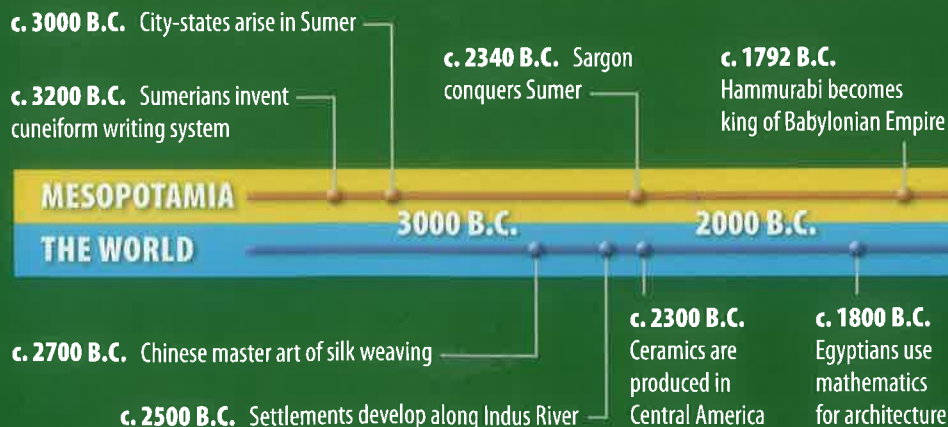 c. 3000 B.C. City-states arise in Sumer
c. 3200 B.C. Sumerians invent
cuneiform writing system
c. 2340 B.C. Sargon
conquers Sumer
c. 1792 B.C.
Hammurabi becomes
king of Babylonian Empire
MESOPOTAMIA
3000 B.C.
2000 B.C.
THE WORLD
c. 2700 B.C. Chinese master art of silk weaving
c. 2500 B.C. Settlements develop along Indus River
c. 2300 B.C.
Ceramics are
produced in
Central America
c. 1800 B.C.
Egyptians use
mathematics
for architecture